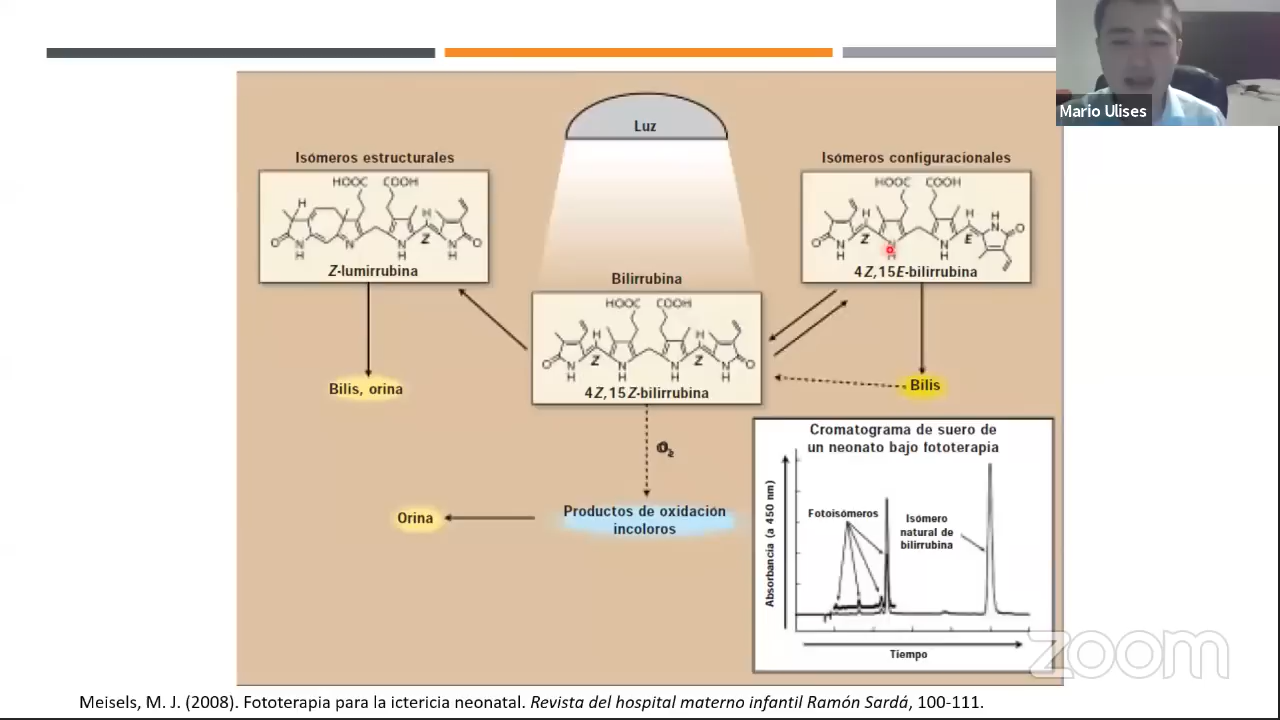 Mario Ulises
Luz
Isómeros estructurales
HOOC COOH
H
O
N
H
N
N
H
Z
N
H
O
Z-lumirrubina
Isómeros configuracionales
HOOC COOH
O
N
H
H
Z
N
H
N
H
H
E
H
N
O
4Z,15E-bilirrubina
Bilirrubina
HOOC COOH
O
N
H
H
Z
N
H
N
H
H
Z
N
H
O
4Z,15Z-bilirrubina
Bilis, orina
Bilis
O₂
Orina
Productos de oxidación
incoloros
Cromatograma de suero de
un neonato bajo fototerapia
Absorbancia (a 450 nm)
Fotoisómeros
Isómero
natural de
bilirrubina
Tiempo
zoom
Meisels, M. J. (2008). Fototerapia para la ictericia neonatal. Revista del hospital materno infantil Ramón Sardá, 100-111.